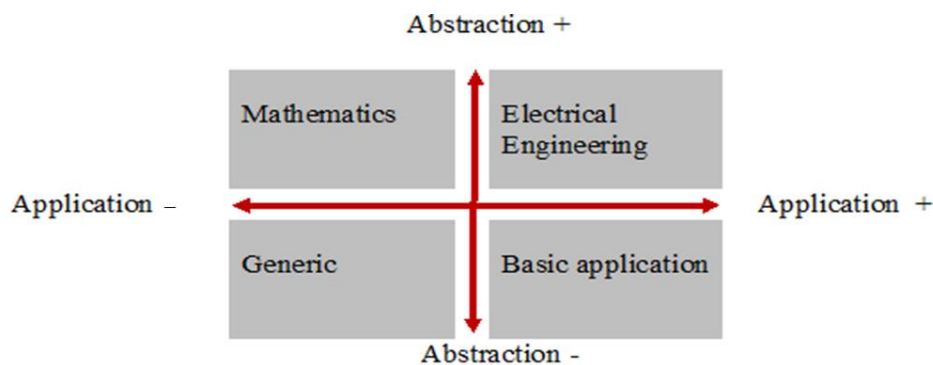 Abstraction +
Mathematics
Electrical
Engineering
Application –
Application +
Generic
Basic application
Abstraction -